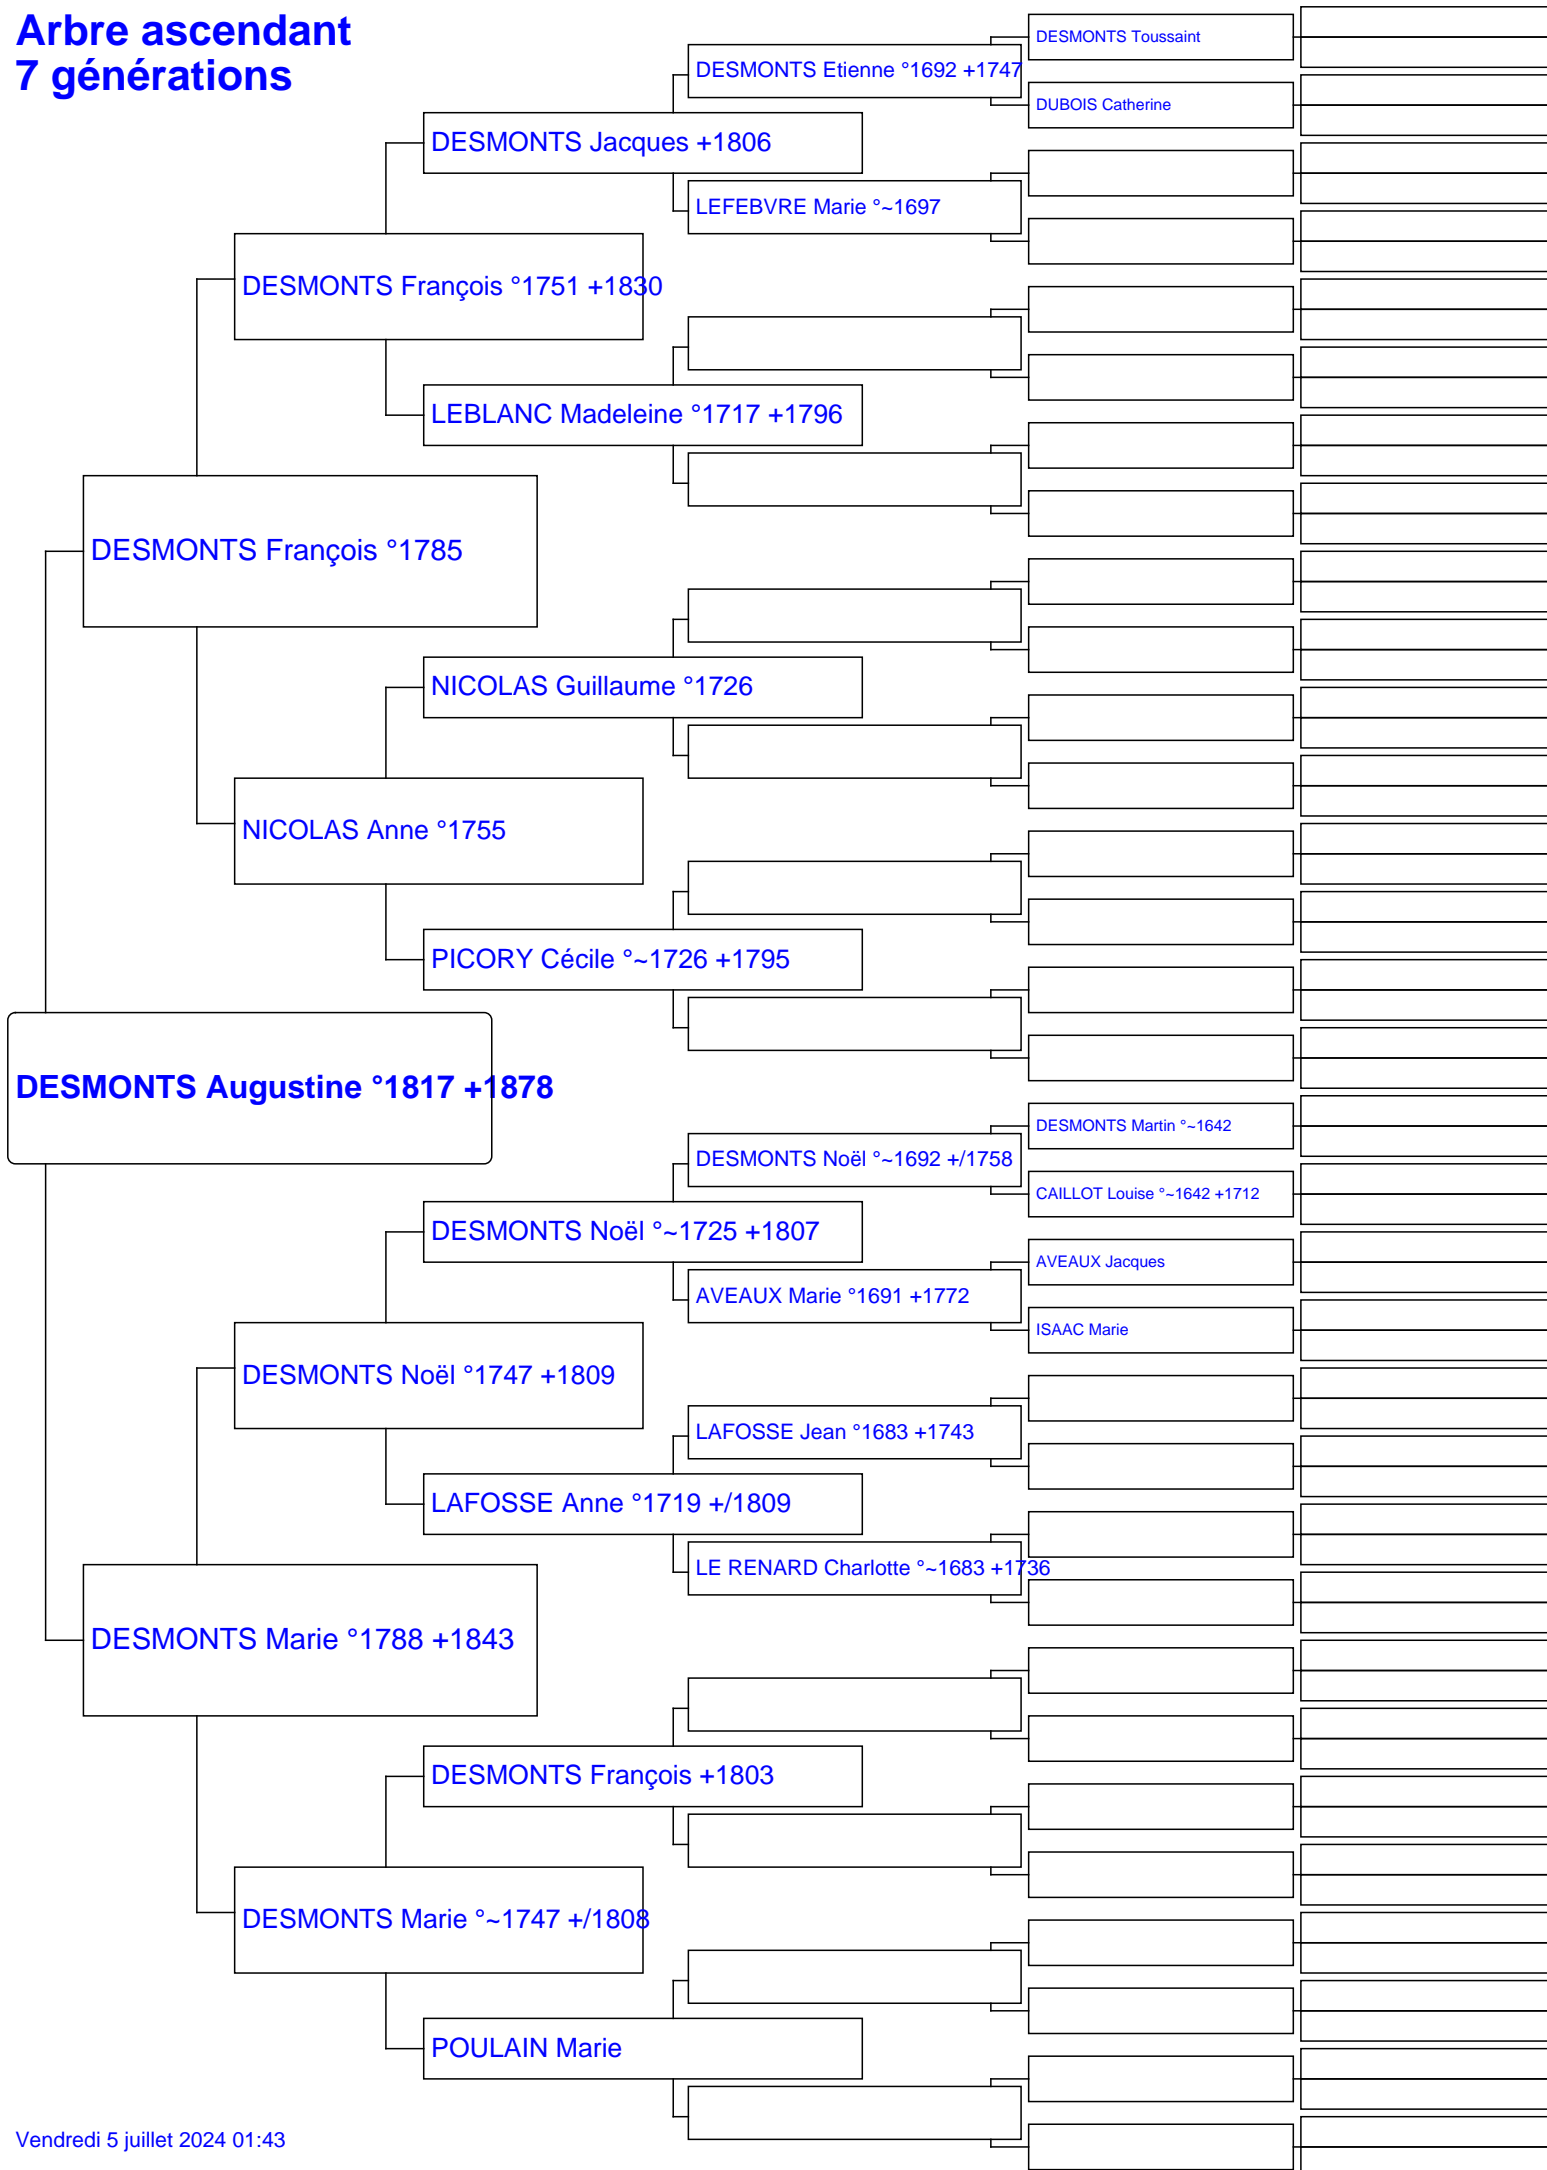 Arbre ascendant
7 générations
DESMONTS Toussaint
DESMONTS Etienne °1692 +1747
DUBOIS Catherine
DESMONTS Jacques +1806
LEFEBVRE Marie °~1697
DESMONTS François °1751 +1830
LEBLANC Madeleine °1717 +1796
DESMONTS François °1785
NICOLAS Guillaume °1726
NICOLAS Anne °1755
PICORY Cécile °~1726 +1795
DESMONTS Augustine °1817 +1878
DESMONTS Martin °~1642
DESMONTS Noël °~1692 +/1758
CAILLOT Louise °~1642 +1712
DESMONTS Noël °~1725 +1807
AVEAUX Jacques
AVEAUX Marie °1691 +1772
ISAAC Marie
DESMONTS Noël °1747 +1809
LAFOSSE Jean °1683 +1743
LAFOSSE Anne °1719 +/1809
LE RENARD Charlotte °~1683 +1736
DESMONTS Marie °1788 +1843
DESMONTS François +1803
DESMONTS Marie °~1747 +/1808
POULAIN Marie
Vendredi 5 juillet 2024 01:43